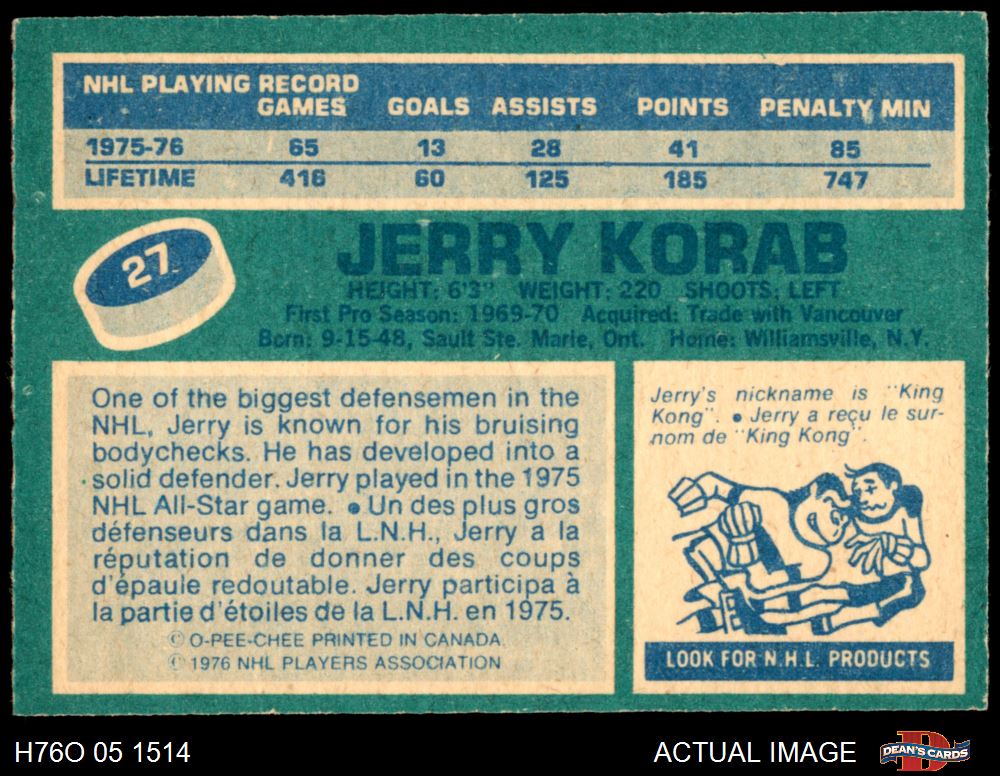 NHL PLAYING RECORD
GAMES GOALS ASSISTS POINTS PENALTY MIN
1975-76 65 13 28 41 85
LIFETIME 416 60 125 185 747
27
JERRY KORAB
HEIGHT: 6'3" WEIGHT: 220 SHOOTS: LEFT
First Pro Season: 1969-70 Acquired: Trade with Vancouver
Born: 9-15-48, Sault Ste. Marie, Ont. Home: Williamsville, N.Y.
One of the biggest defensemen in the
NHL, Jerry is known for his bruising
bodychecks. He has developed into a
solid defender. Jerry played in the 1975
NHL All-Star game. ● Un des plus gros
défenseurs dans la L.N.H., Jerry a la
réputation de donner des coups
d'épaule redoutable. Jerry participa à
la partie d'étoiles de la L.N.H. en 1975.
© O-PEE-CHEE PRINTED IN CANADA
© 1976 NHL PLAYERS ASSOCIATION
Jerry's nickname is "King
Kong". ● Jerry a reçu le sur-
nom de "King Kong".
LOOK FOR N.H.L. PRODUCTS
H76O 05 1514
ACTUAL IMAGE
DEAN'S CARDS